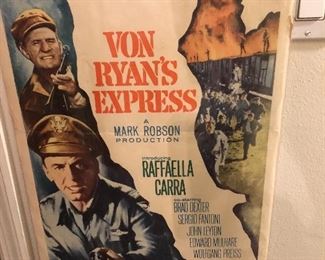 VON
RYAN'S
EXPRESS
A
MARK ROBSON
PRODUCTION
introducing
RAFFAELLA
CARRA
co-starring
BRAD DEXTER
SERGIO FANTONI
JOHN LEYTON
EDWARD MULHARE
WOLFGANG PREISS